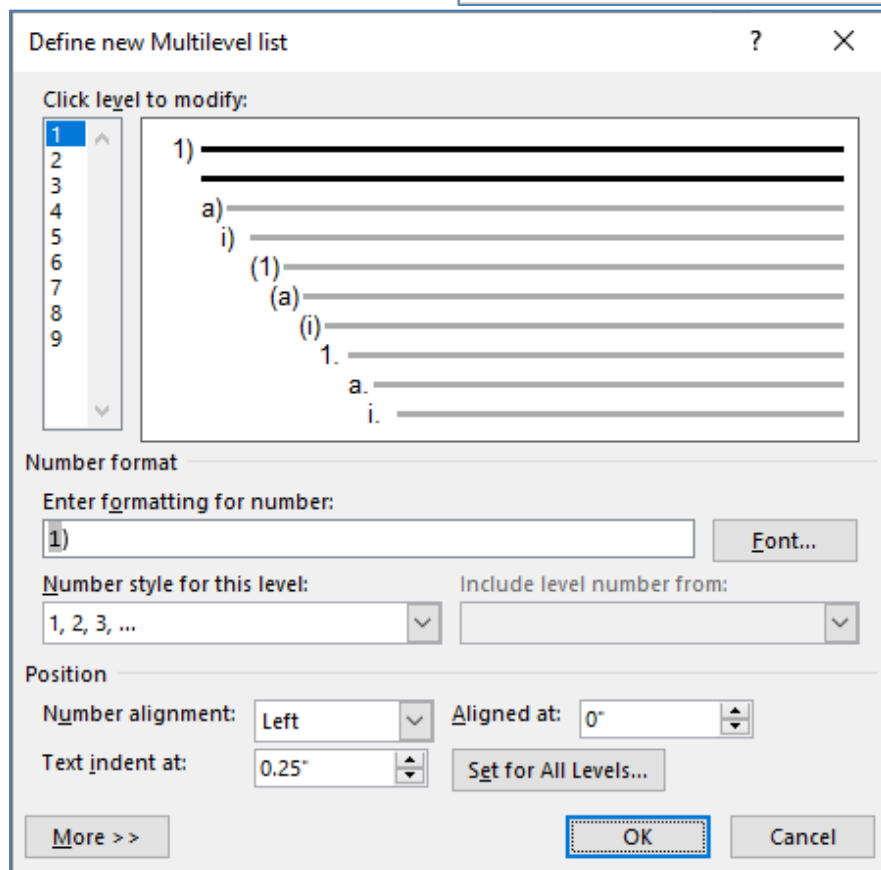 Define new Multilevel list ? ×
Click level to modify:
1
2
3
4
5
6
7
8
9
1)
a)
i)
(1)
(a)
(i)
1.
a.
i.
Number format
Enter formatting for number:
1) Font...
Number style for this level: Include level number from:
1, 2, 3, ...
Position
Number alignment: Left Aligned at: 0"
Text indent at: 0.25" Set for All Levels...
More >> OK Cancel